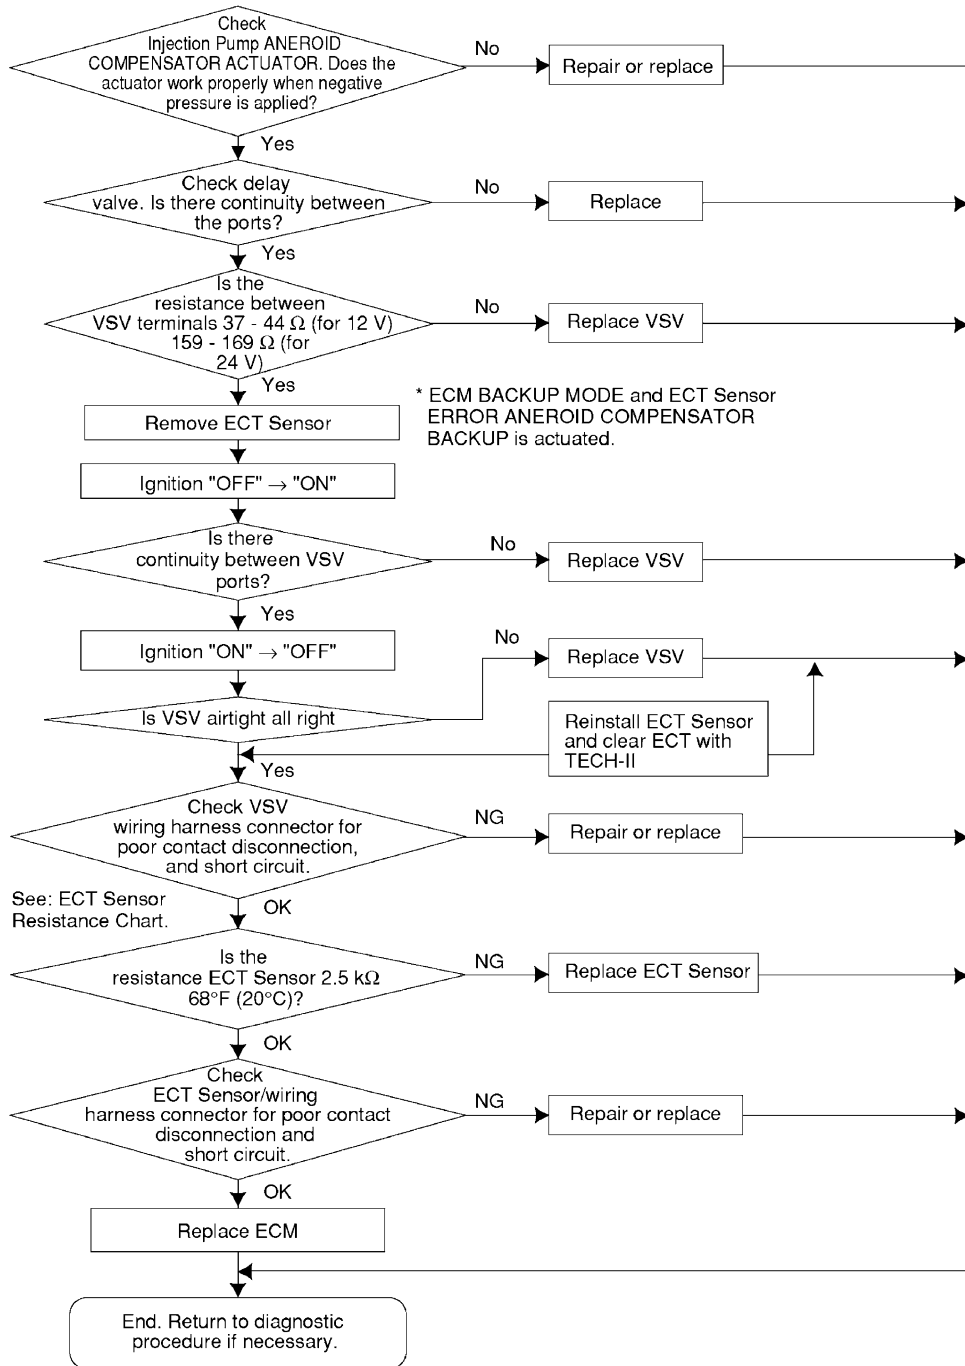 Check
Injection Pump ANEROID
COMPENSATOR ACTUATOR. Does the
actuator work properly when negative
pressure is applied?
No
Repair or replace
Yes
Check delay
valve. Is there continuity between
the ports?
No
Replace
Yes
Is the
resistance between
VSV terminals 37 - 44 Ω (for 12 V)
159 - 169 Ω (for
24 V)
No
Replace VSV
Yes
* ECM BACKUP MODE and ECT Sensor
ERROR ANEROID COMPENSATOR
BACKUP is actuated.
Remove ECT Sensor
Ignition "OFF" → "ON"
Is there
continuity between VSV
ports?
No
Replace VSV
Yes
Ignition "ON" → "OFF"
No
Replace VSV
Is VSV airtight all right
Reinstall ECT Sensor
and clear ECT with
TECH-II
Yes
Check VSV
wiring harness connector for
poor contact disconnection,
and short circuit.
NG
Repair or replace
See: ECT Sensor
Resistance Chart.
OK
Is the
resistance ECT Sensor 2.5 kΩ
68°F (20°C)?
NG
Replace ECT Sensor
OK
Check
ECT Sensor/wiring
harness connector for poor contact
disconnection and
short circuit.
NG
Repair or replace
OK
Replace ECM
End. Return to diagnostic
procedure if necessary.